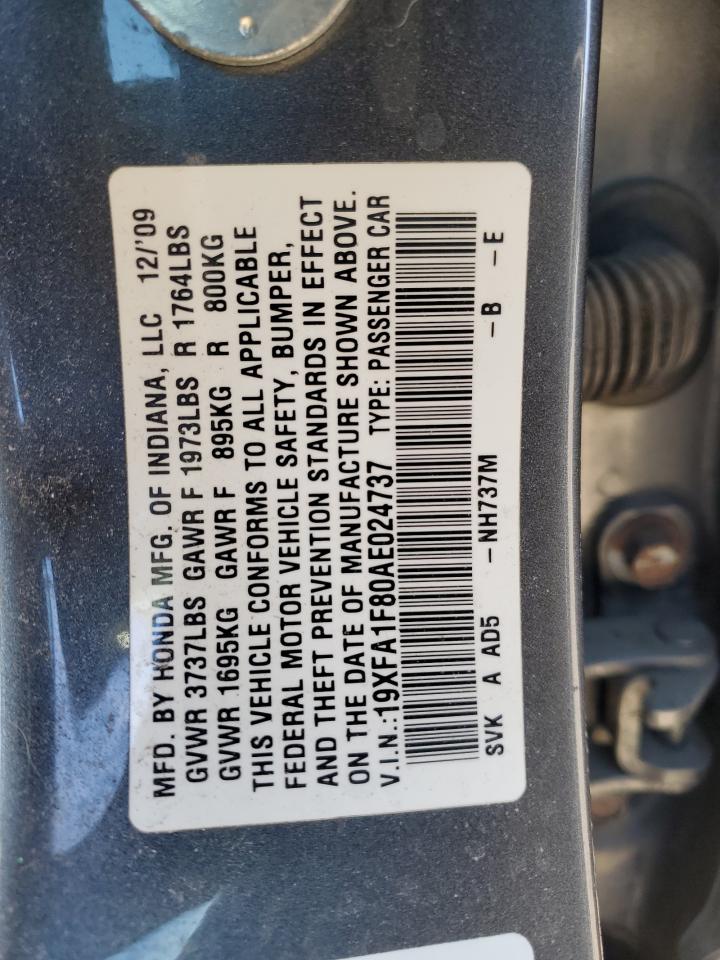 MFD. BY HONDA MFG. OF INDIANA, LLC 12/'09
GVWR 3737LBS GAWR F 1973LBS R 1764LBS
GVWR 1695KG GAWR F 895KG R 800KG
THIS VEHICLE CONFORMS TO ALL APPLICABLE
FEDERAL MOTOR VEHICLE SAFETY, BUMPER,
AND THEFT PREVENTION STANDARDS IN EFFECT
ON THE DATE OF MANUFACTURE SHOWN ABOVE.
V.I.N.:19XFA1F80AE024737 TYPE: PASSENGER CAR
SVK A AD5 -NH737M -B -E